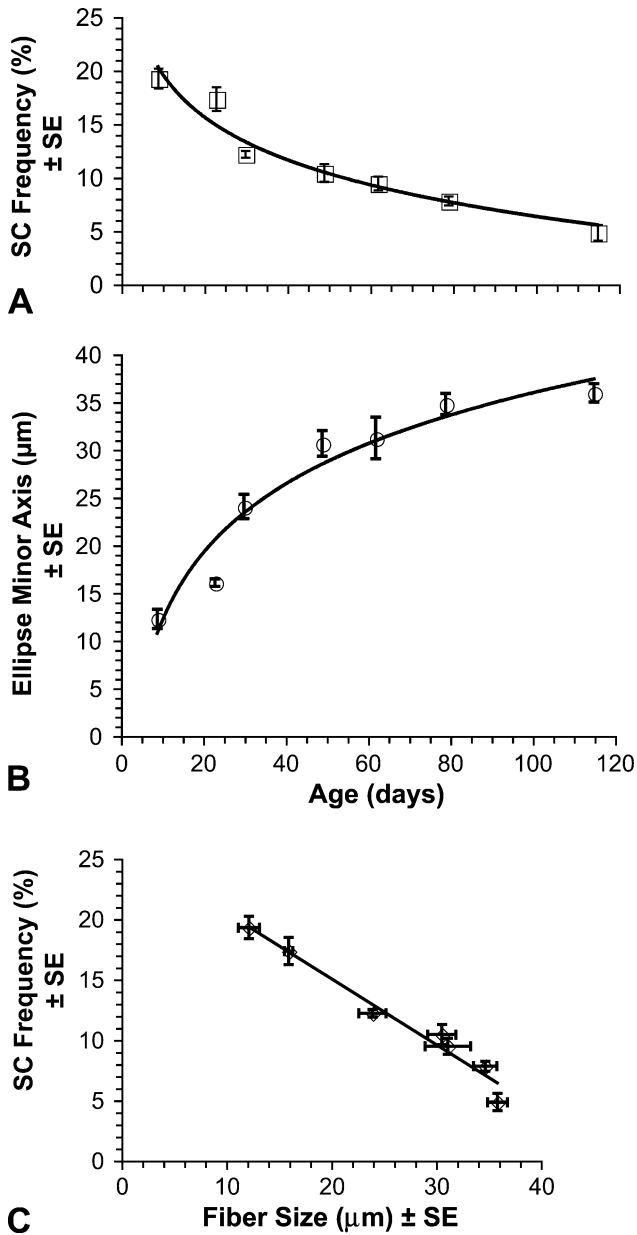 25
20
15
10
5
0
SC Frequency (%)
± SE
A
40
35
30
25
20
15
10
5
0
Ellipse Minor Axis (µm)
± SE
0 20 40 60 80 100 120
Age (days)
B
25
20
15
10
5
0
SC Frequency (%)
± SE
0 10 20 30 40
Fiber Size (µm) ± SE
C